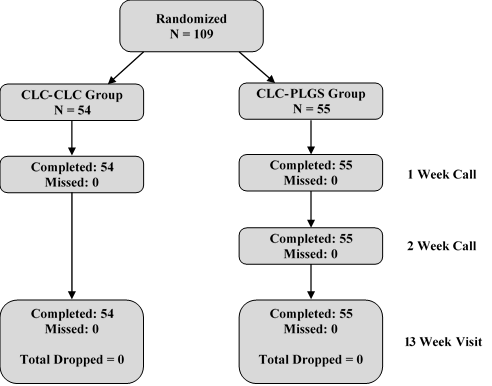 Randomized
N = 109
CLC-CLC Group
N = 54
CLC-PLGS Group
N = 55
Completed: 54
Missed: 0
Completed: 55
Missed: 0
1 Week Call
Completed: 55
Missed: 0
2 Week Call
Completed: 54
Missed: 0
Total Dropped = 0
Completed: 55
Missed: 0
Total Dropped = 0
13 Week Visit